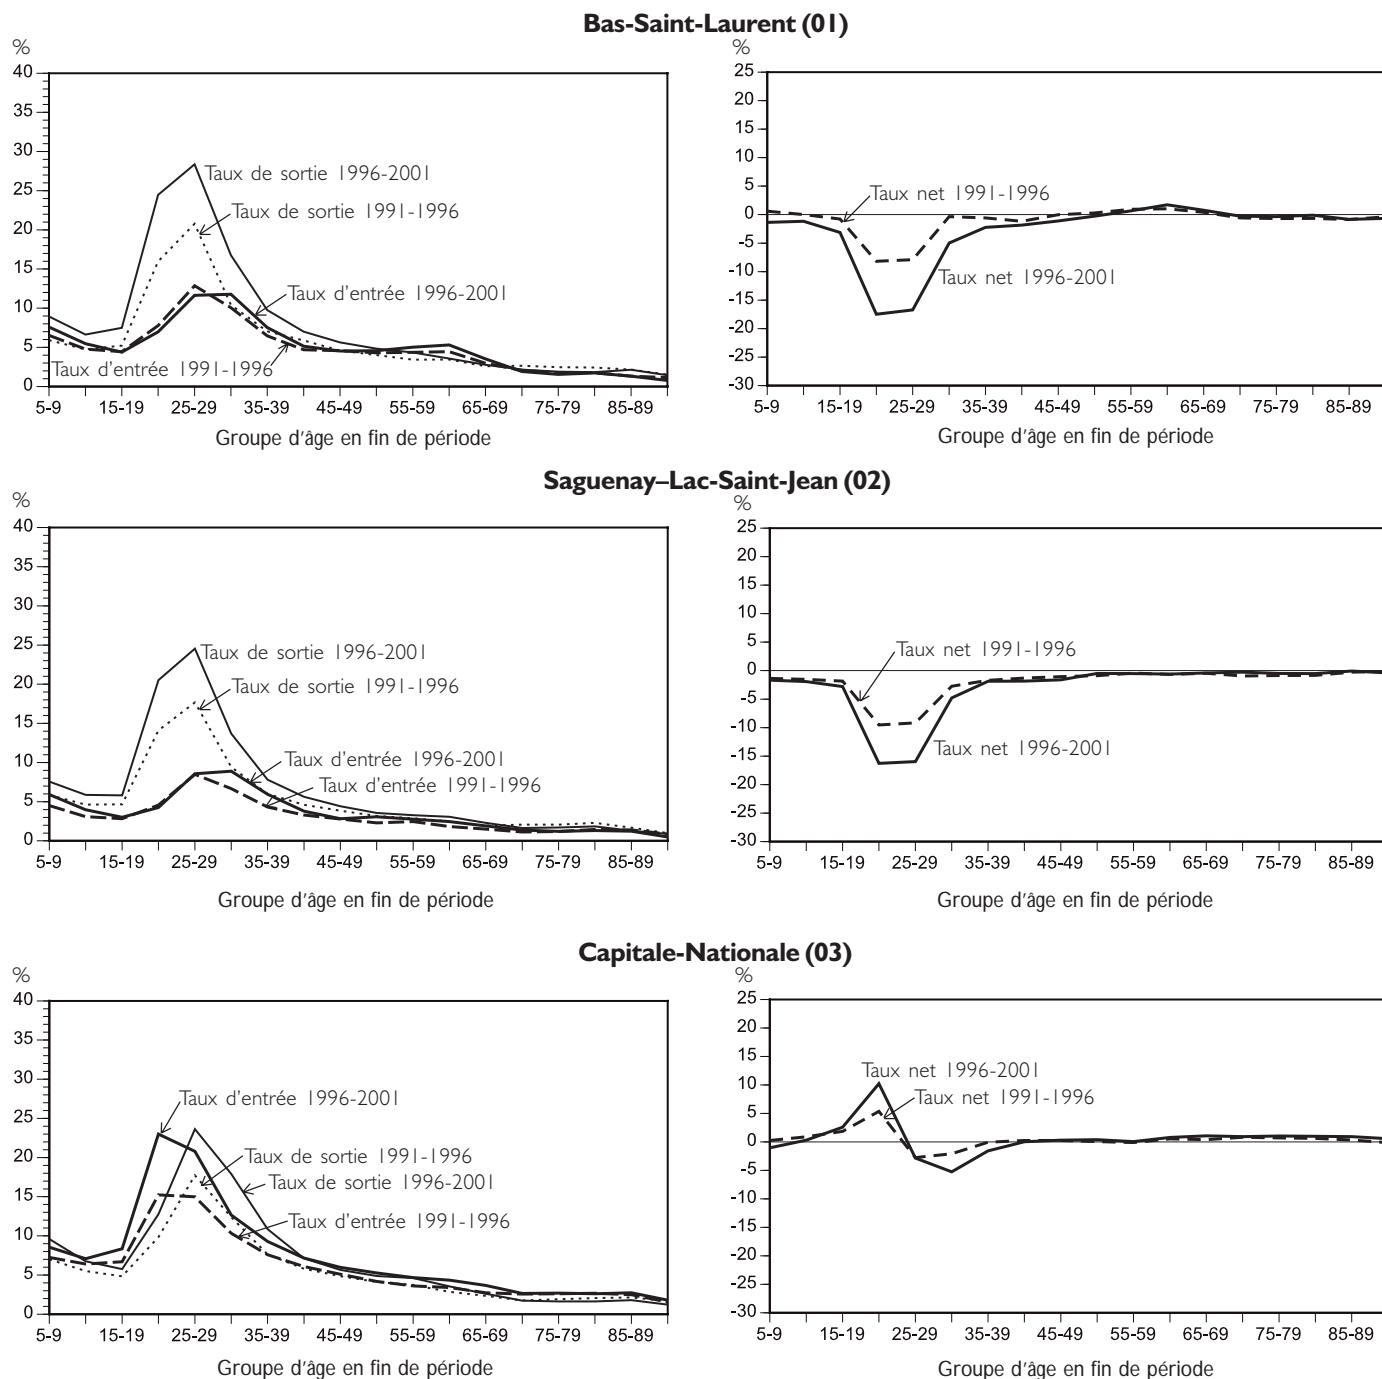 Bas-Saint-Laurent (01)
%
40
35
30
25
20
15
10
5
0
Taux de sortie 1996-2001
Taux de sortie 1991-1996
Taux d'entrée 1996-2001
Taux d'entrée 1991-1996
5-9 15-19 25-29 35-39 45-49 55-59 65-69 75-79 85-89
Groupe d'âge en fin de période
%
25
20
15
10
5
0
-5
-10
-15
-20
-25
-30
Taux net 1991-1996
Taux net 1996-2001
5-9 15-19 25-29 35-39 45-49 55-59 65-69 75-79 85-89
Groupe d'âge en fin de période
Saguenay–Lac-Saint-Jean (02)
%
40
35
30
25
20
15
10
5
0
Taux de sortie 1996-2001
Taux de sortie 1991-1996
Taux d'entrée 1996-2001
Taux d'entrée 1991-1996
5-9 15-19 25-29 35-39 45-49 55-59 65-69 75-79 85-89
Groupe d'âge en fin de période
%
25
20
15
10
5
0
-5
-10
-15
-20
-25
-30
Taux net 1991-1996
Taux net 1996-2001
5-9 15-19 25-29 35-39 45-49 55-59 65-69 75-79 85-89
Groupe d'âge en fin de période
Capitale-Nationale (03)
%
40
35
30
25
20
15
10
5
0
Taux d'entrée 1996-2001
Taux de sortie 1991-1996
Taux de sortie 1996-2001
Taux d'entrée 1991-1996
5-9 15-19 25-29 35-39 45-49 55-59 65-69 75-79 85-89
Groupe d'âge en fin de période
%
25
20
15
10
5
0
-5
-10
-15
-20
-25
-30
Taux net 1996-2001
Taux net 1991-1996
5-9 15-19 25-29 35-39 45-49 55-59 65-69 75-79 85-89
Groupe d'âge en fin de période